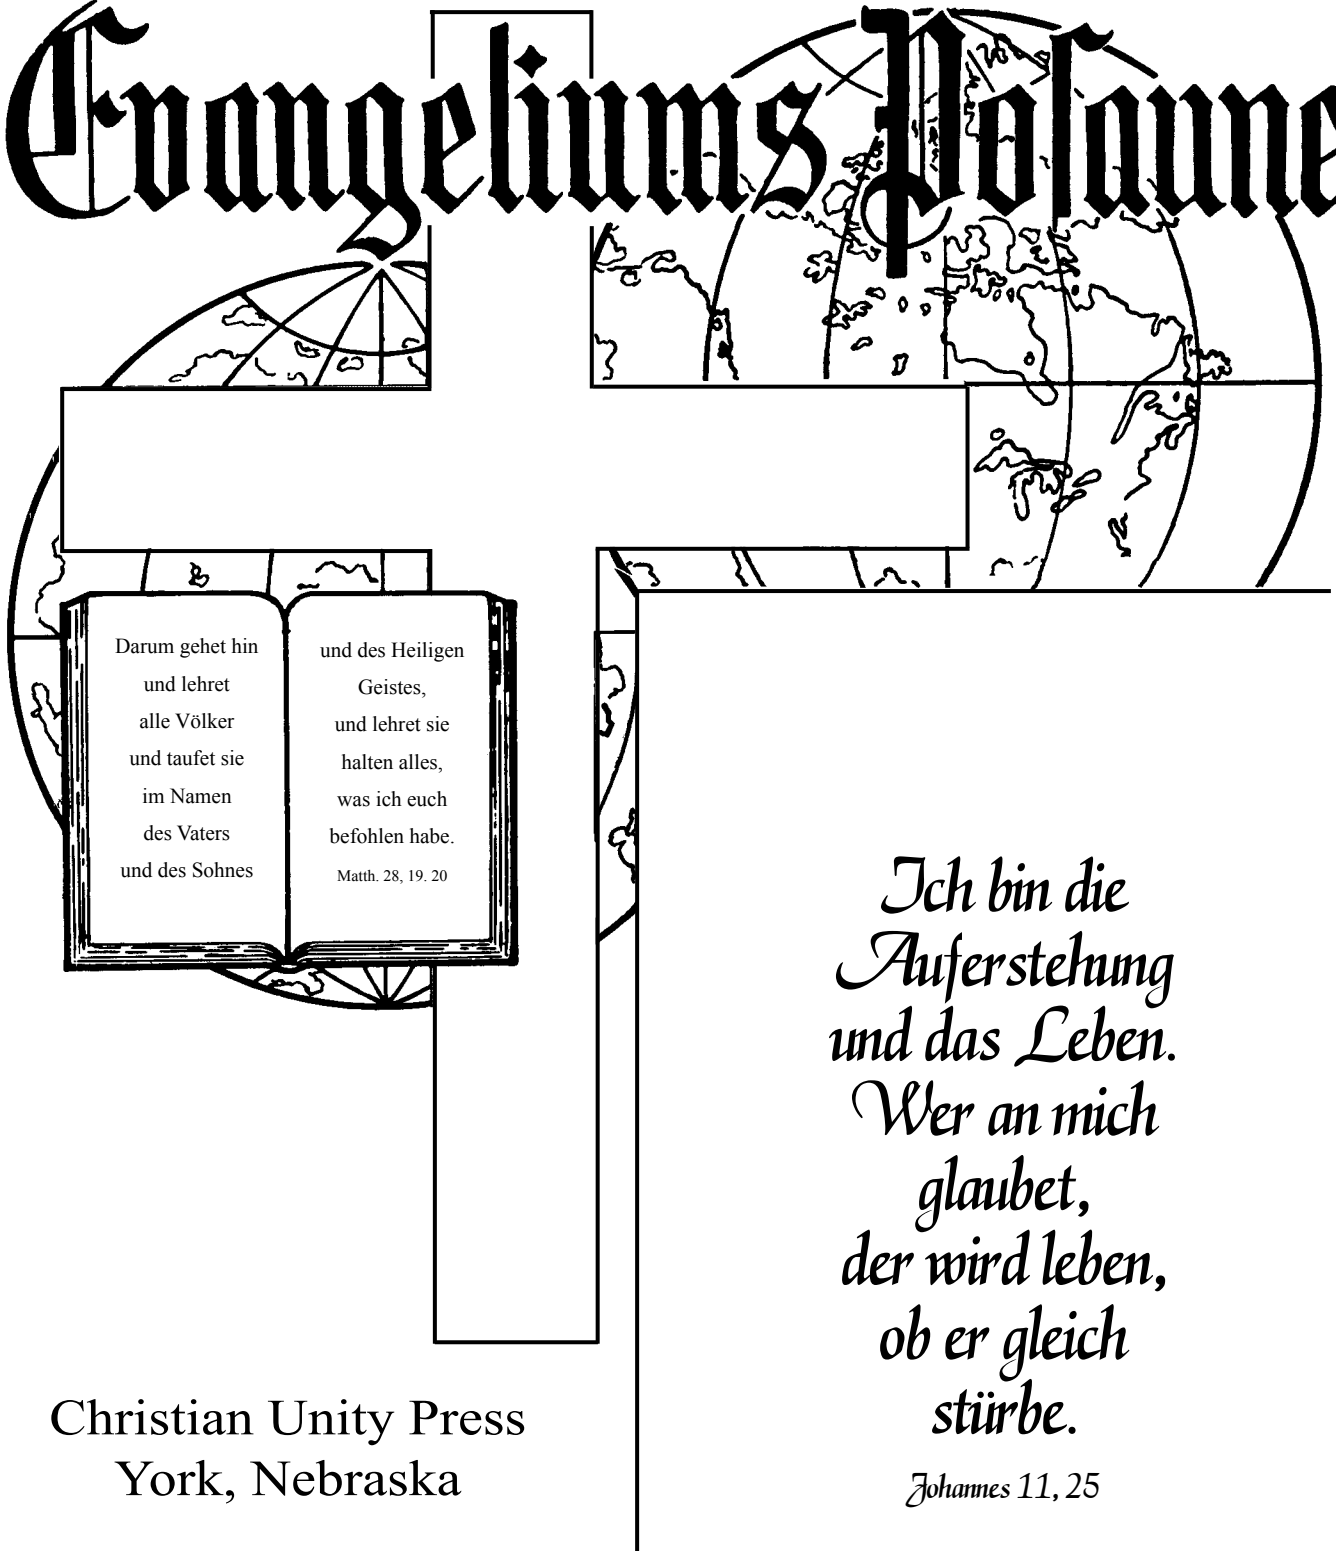 Evangeliums Posaune
Darum gehet hin
und lehret
alle Völker
und taufet sie
im Namen
des Vaters
und des Sohnes
und des Heiligen
Geistes,
und lehret sie
halten alles,
was ich euch
befohlen habe.
Matth. 28, 19. 20
Ich bin die
Auferstehung
und das Leben.
Wer an mich
glaubet,
der wird leben,
ob er gleich
stürbe.
Johannes 11, 25
Christian Unity Press
York, Nebraska